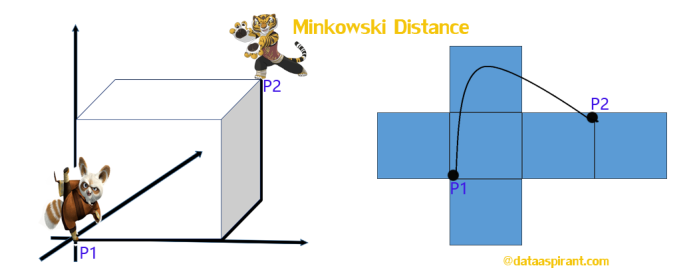 Minkowski Distance
P2
P1
P2
P1
@dataaspirant.com